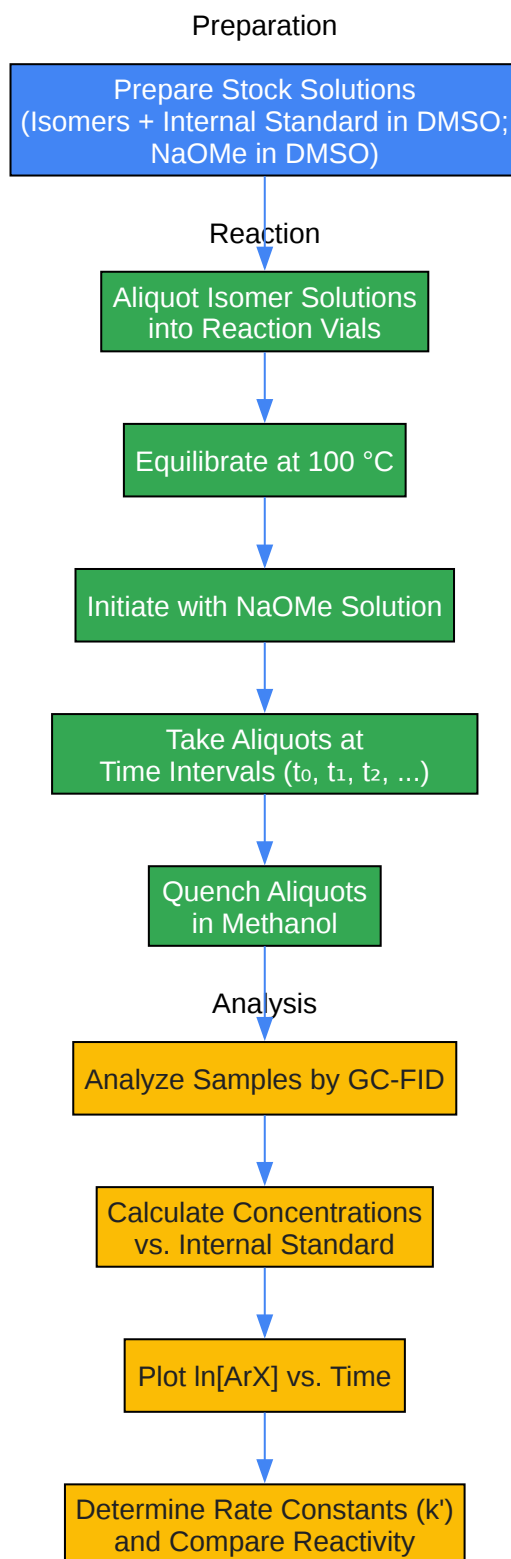 Preparation
Prepare Stock Solutions
(Isomers + Internal Standard in DMSO;
NaOMe in DMSO)
Reaction
Aliquot Isomer Solutions
into Reaction Vials
Equilibrate at 100 °C
Initiate with NaOMe Solution
Take Aliquots at
Time Intervals (t₀, t₁, t₂, ...)
Quench Aliquots
in Methanol
Analysis
Analyze Samples by GC-FID
Calculate Concentrations
vs. Internal Standard
Plot ln[ArX] vs. Time
Determine Rate Constants (k')
and Compare Reactivity